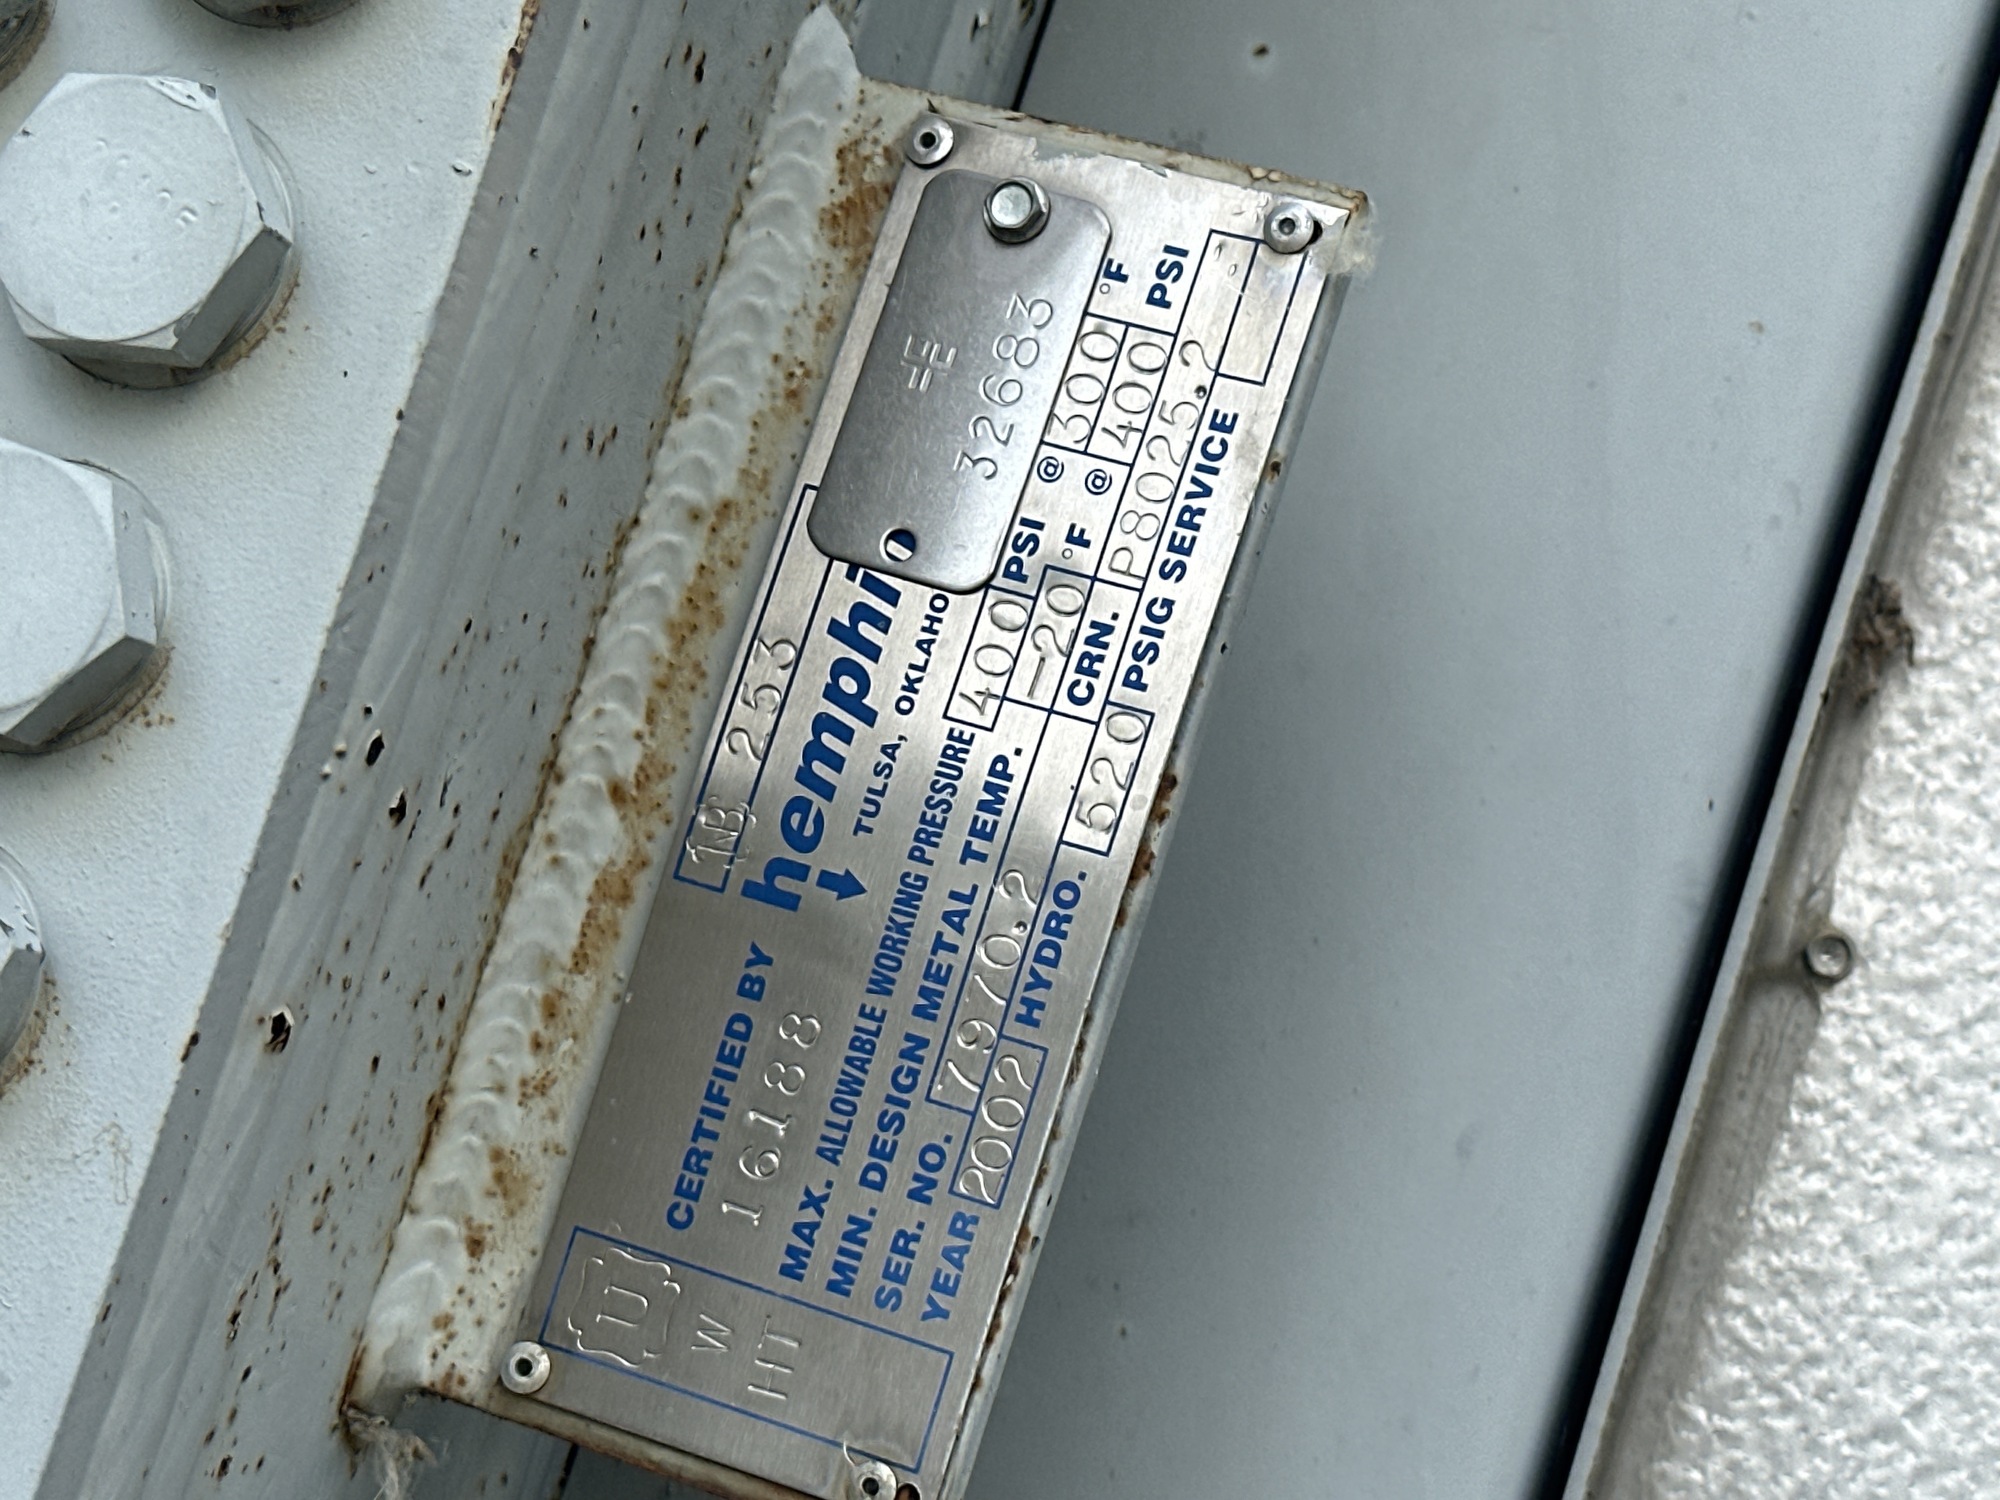 NB 253
hemphi
TULSA, OKLAHO
32683
CERTIFIED BY
16188
MAX. ALLOWABLE WORKING PRESSURE 400 PSI @ 300 °F
MIN. DESIGN METAL TEMP. -20 °F @ 400 PSI
SER. NO. 7970.2 CRN. P8025.2
YEAR 2002 HYDRO. 520 PSIG SERVICE
U
W
HT